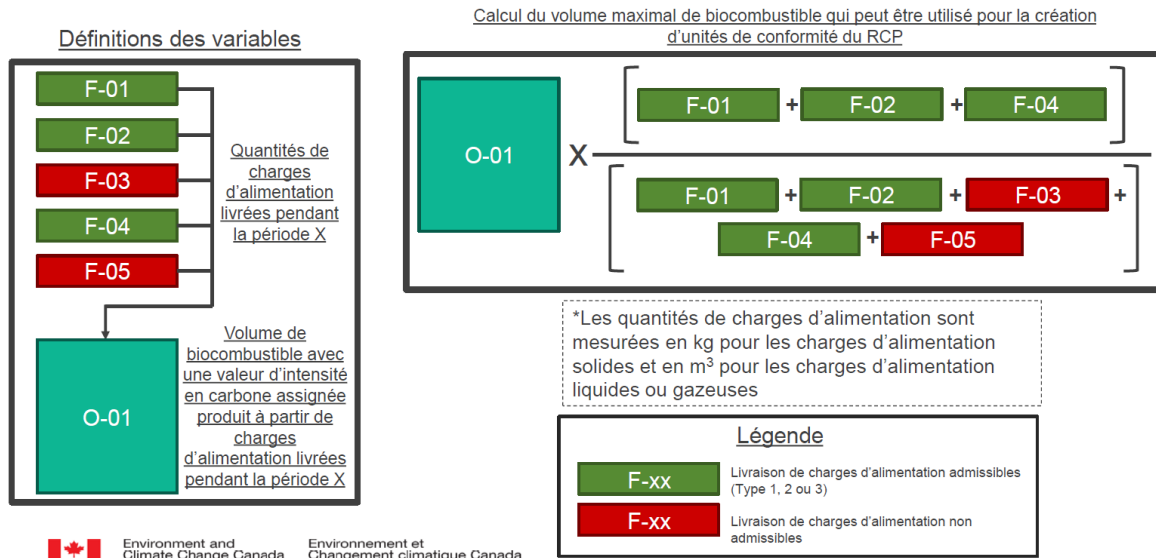 Définitions des variables
F-01
F-02
F-03
F-04
F-05
Quantités de
charges
d’alimentation
livrées pendant
la période X
O-01
Volume de
biocombustible avec
une valeur d’intensité
en carbone assignée
produit à partir de
charges
d’alimentation livrées
pendant la période X
Calcul du volume maximal de biocombustible qui peut être utilisé pour la création
d’unités de conformité du RCP
O-01
X
F-01 + F-02 + F-04
F-01 + F-02 + F-03 +
F-04 + F-05
*Les quantités de charges d’alimentation sont
mesurées en kg pour les charges d’alimentation
solides et en m³ pour les charges d’alimentation
liquides ou gazeuses
Légende
F-xx
Livraison de charges d’alimentation admissibles
(Type 1, 2 ou 3)
F-xx
Livraison de charges d’alimentation non
admissibles
Environment and
Climate Change Canada
Environnement et
Changement climatique Canada